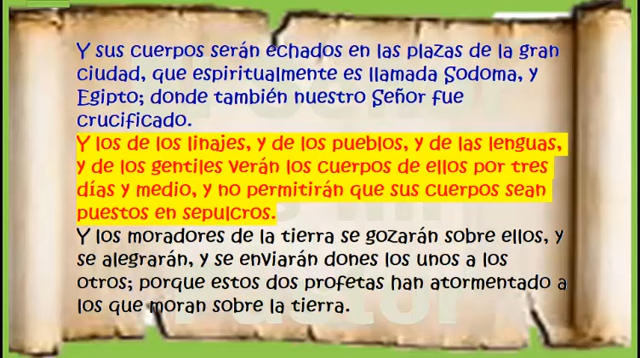 Y sus cuerpos serán echados en las plazas de la gran
ciudad, que espiritualmente es llamada Sodoma, y
Egipto; donde también nuestro Señor fue
crucificado.
Y los de los linajes, y de los pueblos, y de las lenguas,
y de los gentiles verán los cuerpos de ellos por tres
días y medio, y no permitirán que sus cuerpos sean
puestos en sepulcros.
Y los moradores de la tierra se gozarán sobre ellos, y
se alegrarán, y se enviarán dones los unos a los
otros; porque estos dos profetas han atormentado a
los que moran sobre la tierra.